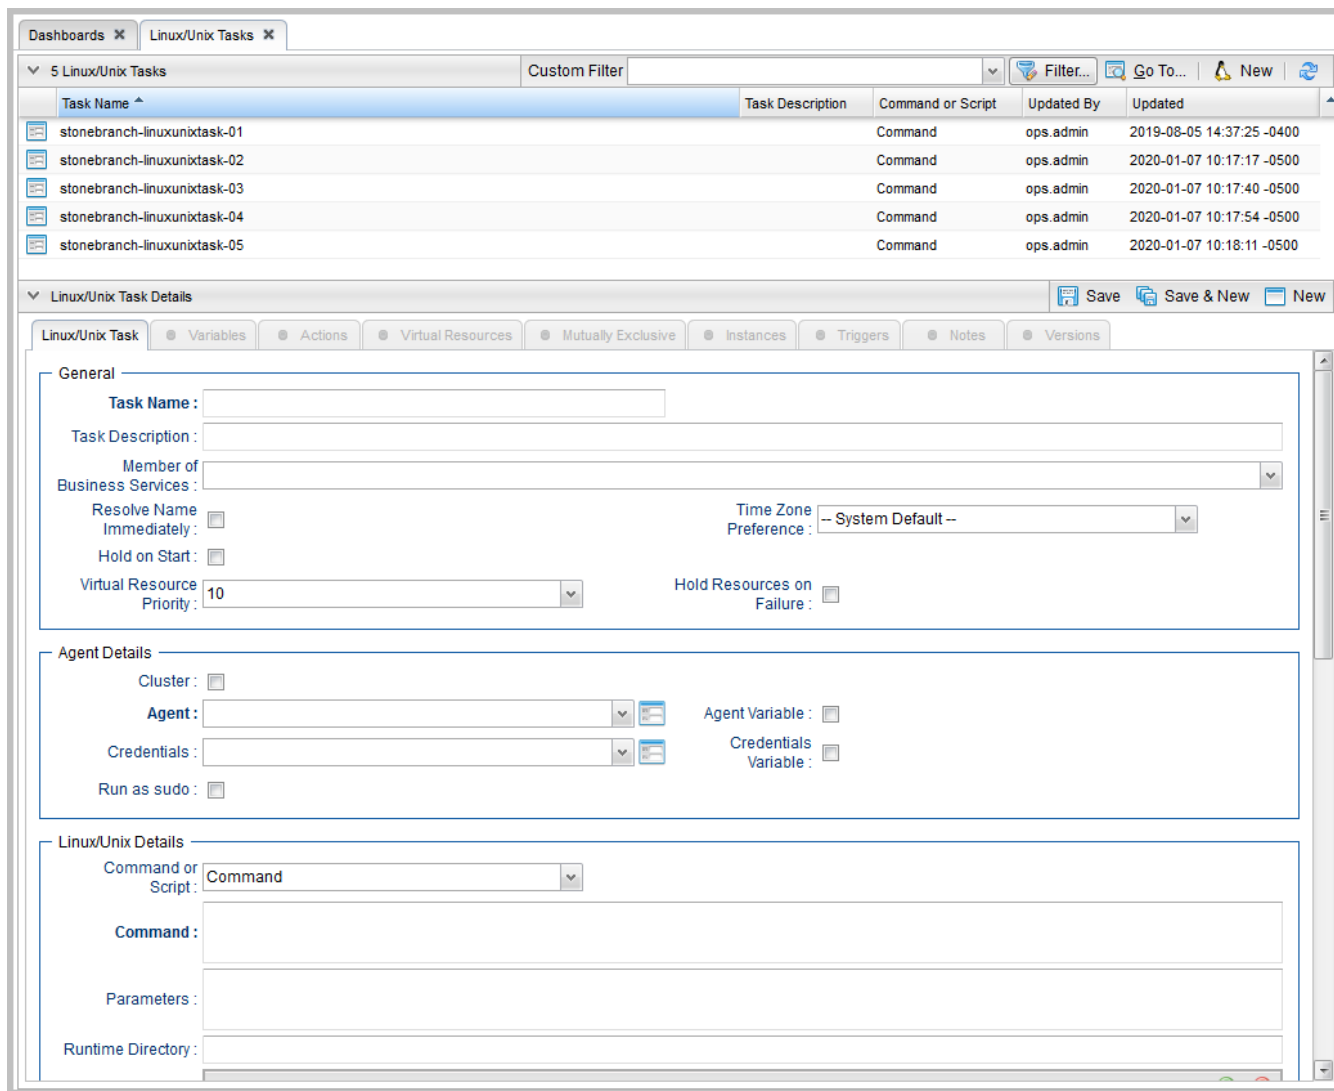 Dashboards Linux/Unix Tasks
5 Linux/Unix Tasks Custom Filter Filter... Go To... New
Task Name Task Description Command or Script Updated By Updated
stonebranch-linuxunixtask-01 Command ops.admin 2019-08-05 14:37:25 -0400
stonebranch-linuxunixtask-02 Command ops.admin 2020-01-07 10:17:17 -0500
stonebranch-linuxunixtask-03 Command ops.admin 2020-01-07 10:17:40 -0500
stonebranch-linuxunixtask-04 Command ops.admin 2020-01-07 10:17:54 -0500
stonebranch-linuxunixtask-05 Command ops.admin 2020-01-07 10:18:11 -0500
Linux/Unix Task Details Save Save & New New
Linux/Unix Task Variables Actions Virtual Resources Mutually Exclusive Instances Triggers Notes Versions
General
Task Name :
Task Description :
Member of
Business Services :
Resolve Name
Immediately :
Time Zone
Preference :
-- System Default --
Hold on Start :
Virtual Resource
Priority :
10
Hold Resources on
Failure :
Agent Details
Cluster :
Agent : Agent Variable :
Credentials :
Credentials
Variable :
Run as sudo :
Linux/Unix Details
Command or
Script :
Command
Command :
Parameters :
Runtime Directory :